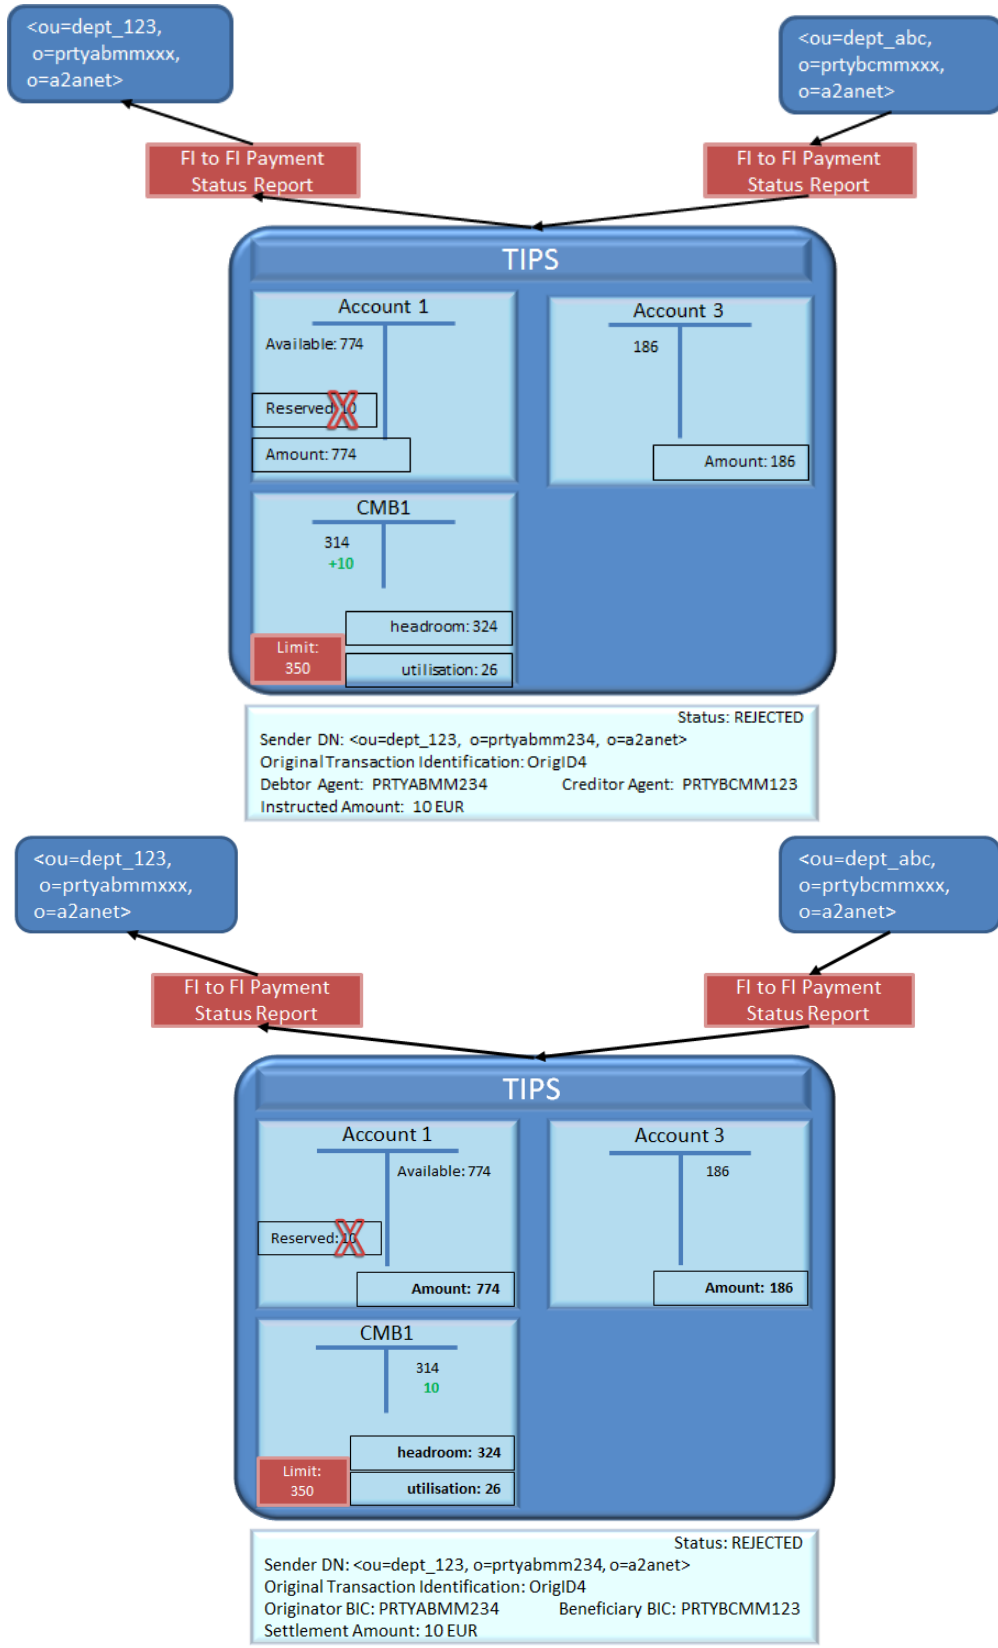 <ou=dept_123,
o=prtyabmmxxx,
o=a2anet>
<ou=dept_abc,
o=prtybcmmxxx,
o=a2anet>
FI to FI Payment
Status Report
FI to FI Payment
Status Report
TIPS
Account 1
Available: 774
Reserved: 10
Amount: 774
Account 3
186
Amount: 186
CMB1
314
+10
headroom: 324
Limit:
350
utilisation: 26
Status: REJECTED
Sender DN: <ou=dept_123, o=prtyabmm234, o=a2anet>
Original Transaction Identification: OrigID4
Debtor Agent: PRTYABMM234 Creditor Agent: PRTYBCMM123
Instructed Amount: 10 EUR
<ou=dept_123,
o=prtyabmmxxx,
o=a2anet>
<ou=dept_abc,
o=prtybcmmxxx,
o=a2anet>
FI to FI Payment
Status Report
FI to FI Payment
Status Report
TIPS
Account 1
Available: 774
Reserved: 10
Amount: 774
Account 3
186
Amount: 186
CMB1
314
10
headroom: 324
Limit:
350
utilisation: 26
Status: REJECTED
Sender DN: <ou=dept_123, o=prtyabmm234, o=a2anet>
Original Transaction Identification: OrigID4
Originator BIC: PRTYABMM234 Beneficiary BIC: PRTYBCMM123
Settlement Amount: 10 EUR